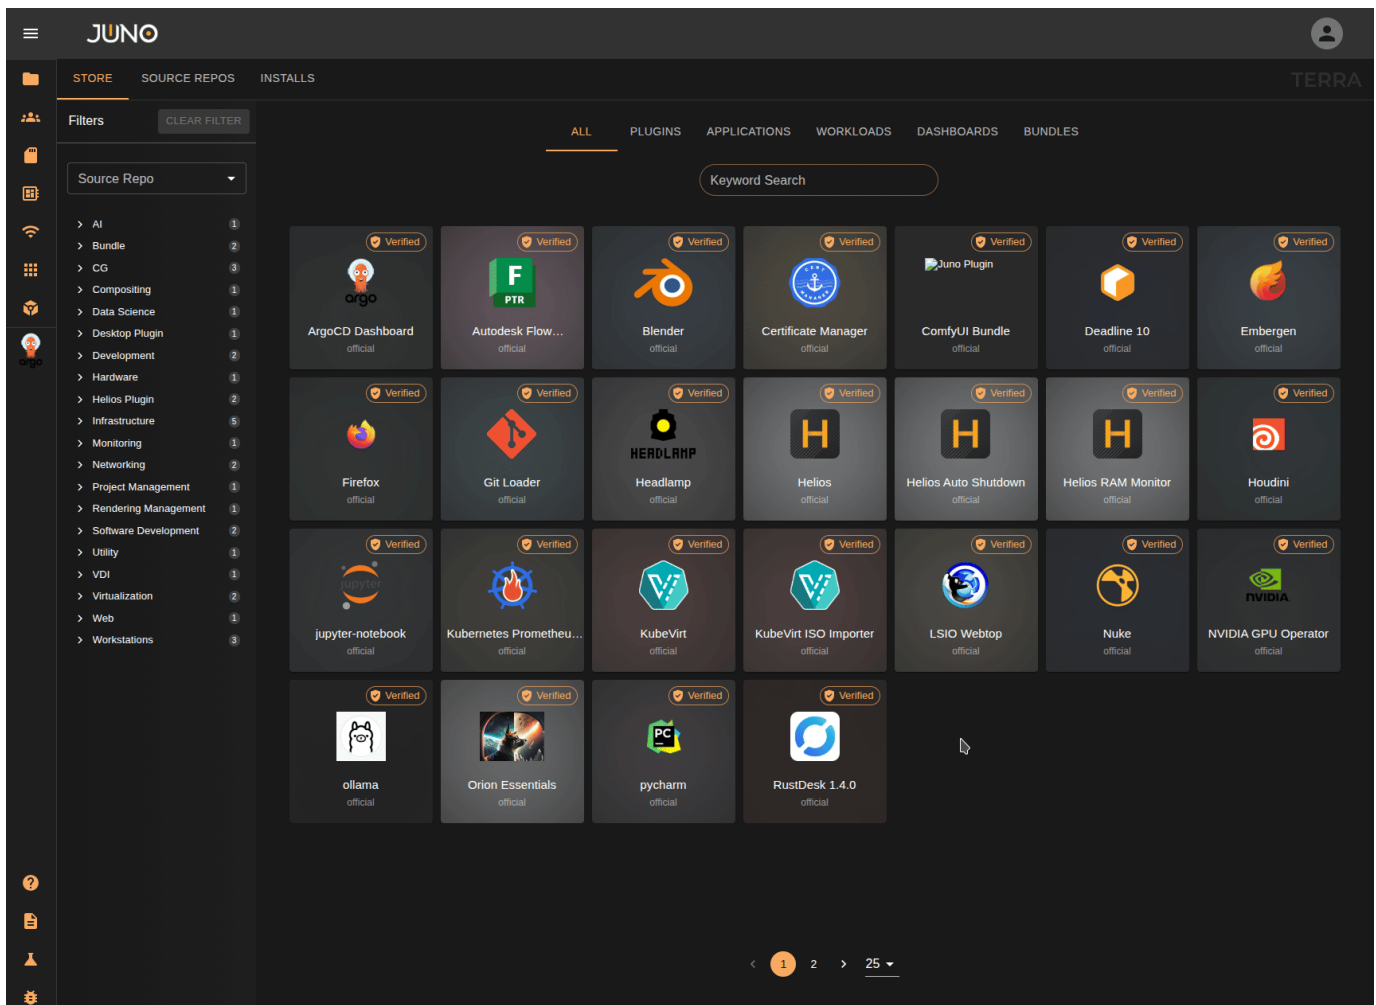 JUNO
STORE SOURCE REPOS INSTALLS
TERRA
Filters CLEAR FILTER
Source Repo
AI 1
Bundle 2
CG 3
Compositing 1
Data Science 1
Desktop Plugin 1
Development 2
Hardware 1
Helios Plugin 2
Infrastructure 5
Monitoring 1
Networking 2
Project Management 1
Rendering Management 1
Software Development 2
Utility 1
VDI 1
Virtualization 2
Web 1
Workstations 3
argo
ALL PLUGINS APPLICATIONS WORKLOADS DASHBOARDS BUNDLES
Keyword Search
Verified Verified Verified Verified Verified Verified Verified
argo
F
PTR
CERT
MANAGER
Juno Plugin
ArgoCD Dashboard Autodesk Flow... Blender Certificate Manager ComfyUI Bundle Deadline 10 Embergen
official official official official official official official
Verified Verified Verified Verified Verified Verified Verified
HEADLAMP
H H H
Firefox Git Loader Headlamp Helios Helios Auto Shutdown Helios RAM Monitor Houdini
official official official official official official official
Verified Verified Verified Verified Verified Verified Verified
jupyter
NVIDIA
jupyter-notebook Kubernetes Prometheu... KubeVirt KubeVirt ISO Importer LSIO Webtop Nuke NVIDIA GPU Operator
official official official official official official official
Verified Verified Verified Verified
PC
ollama Orion Essentials pycharm RustDesk 1.4.0
official official official official
1 2 25